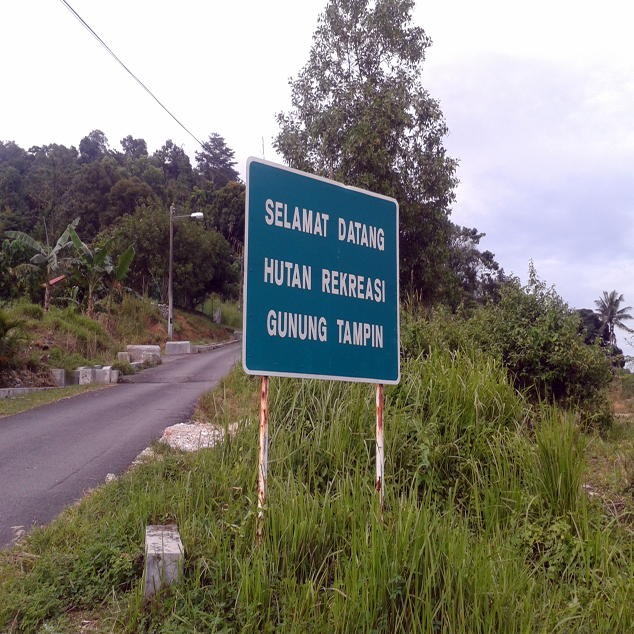 SELAMAT DATANG
HUTAN REKREASI
GUNUNG TAMPIN